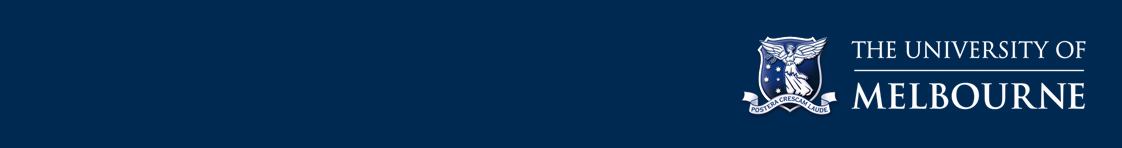 THE UNIVERSITY OF
MELBOURNE
POSTERA CRESCAM LAUDE